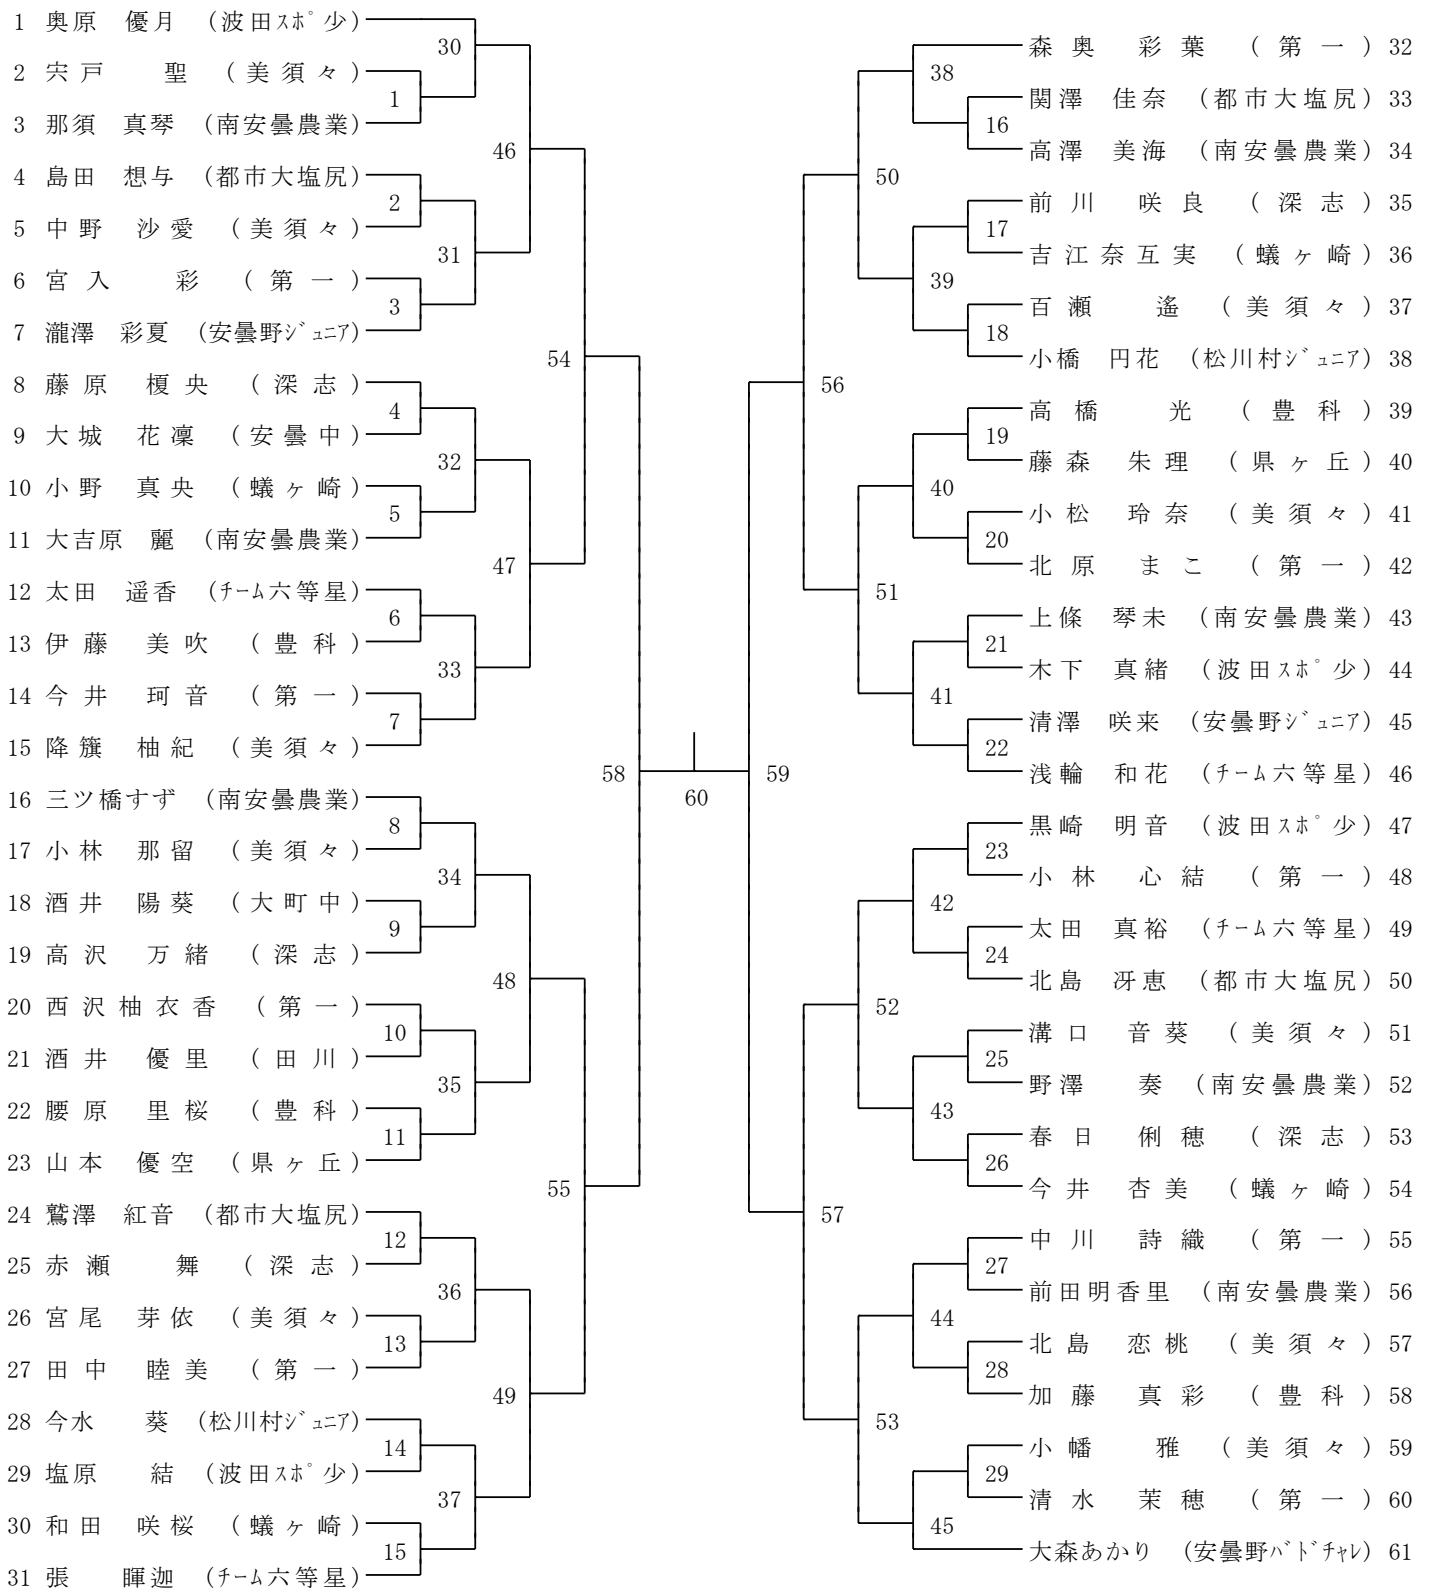 1 奥原 優月 (波田ｽﾎﾟ少)
2 宍戸 聖 (美須々)
3 那須 真琴 (南安曇農業)
4 島田 想与 (都市大塩尻)
5 中野 沙愛 (美須々)
6 宮入 彩 (第一)
7 瀧澤 彩夏 (安曇野ｼﾞｭﾆｱ)
8 藤原 榎央 (深志)
9 大城 花凜 (安曇中)
10 小野 真央 (蟻ヶ崎)
11 大吉原 麗 (南安曇農業)
12 太田 遥香 (ﾁｰﾑ六等星)
13 伊藤 美吹 (豊科)
14 今井 珂音 (第一)
15 降籏 柚紀 (美須々)
16 三ツ橋すず (南安曇農業)
17 小林 那留 (美須々)
18 酒井 陽葵 (大町中)
19 高沢 万緒 (深志)
20 西沢柚衣香 (第一)
21 酒井 優里 (田川)
22 腰原 里桜 (豊科)
23 山本 優空 (県ヶ丘)
24 鷲澤 紅音 (都市大塩尻)
25 赤瀬 舞 (深志)
26 宮尾 芽依 (美須々)
27 田中 睦美 (第一)
28 今水 葵 (松川村ｼﾞｭﾆｱ)
29 塩原 結 (波田ｽﾎﾟ少)
30 和田 咲桜 (蟻ヶ崎)
31 張 暉迦 (ﾁｰﾑ六等星)
1
2
3
4
5
6
7
8
9
10
11
12
13
14
15
30
31
32
33
34
35
36
37
46
47
48
49
54
55
58
60
59
56
57
50
51
52
53
38
39
40
41
42
43
44
45
16
17
18
19
20
21
22
23
24
25
26
27
28
29
森奥 彩葉 (第一) 32
関澤 佳奈 (都市大塩尻) 33
高澤 美海 (南安曇農業) 34
前川 咲良 (深志) 35
吉江奈互実 (蟻ヶ崎) 36
百瀬 遙 (美須々) 37
小橋 円花 (松川村ｼﾞｭﾆｱ) 38
高橋 光 (豊科) 39
藤森 朱理 (県ヶ丘) 40
小松 玲奈 (美須々) 41
北原 まこ (第一) 42
上條 琴未 (南安曇農業) 43
木下 真緒 (波田ｽﾎﾟ少) 44
清澤 咲来 (安曇野ｼﾞｭﾆｱ) 45
浅輪 和花 (ﾁｰﾑ六等星) 46
黒崎 明音 (波田ｽﾎﾟ少) 47
小林 心結 (第一) 48
太田 真裕 (ﾁｰﾑ六等星) 49
北島 冴恵 (都市大塩尻) 50
溝口 音葵 (美須々) 51
野澤 奏 (南安曇農業) 52
春日 俐穂 (深志) 53
今井 杏美 (蟻ヶ崎) 54
中川 詩織 (第一) 55
前田明香里 (南安曇農業) 56
北島 恋桃 (美須々) 57
加藤 真彩 (豊科) 58
小幡 雅 (美須々) 59
清水 茉穂 (第一) 60
大森あかり (安曇野ﾊﾞﾄﾞﾁｬﾚ) 61